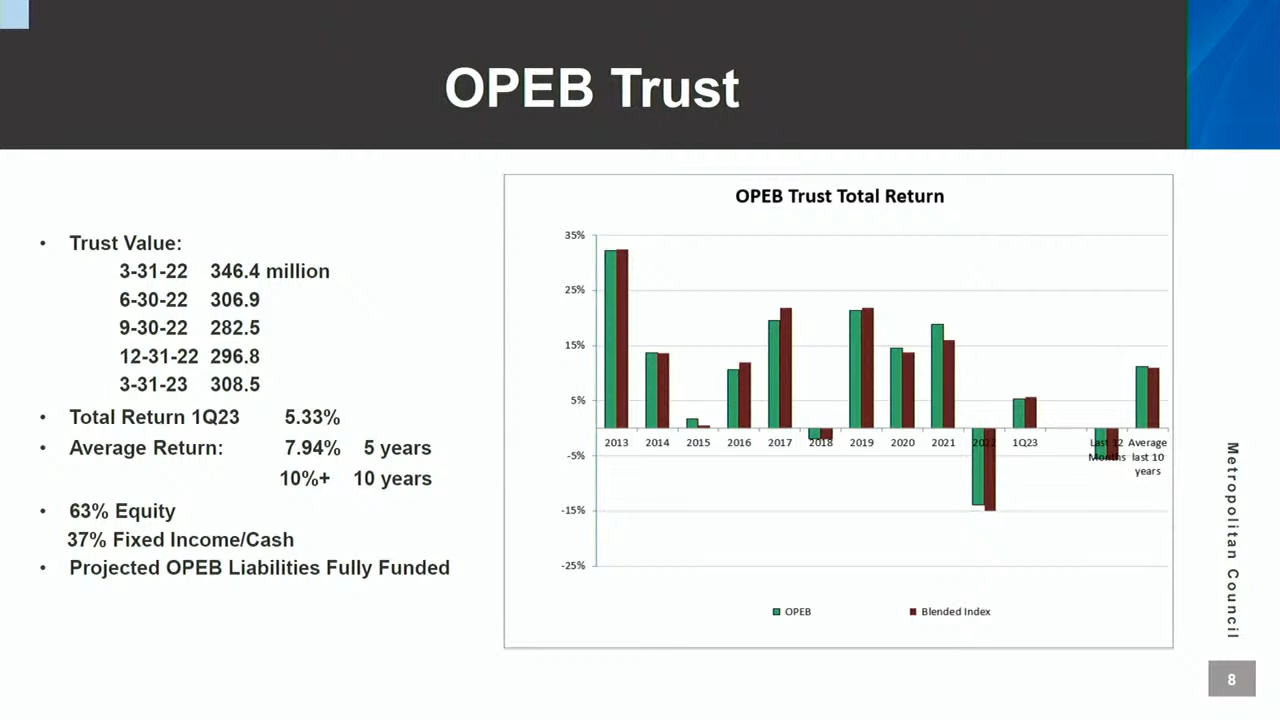 OPEB Trust
• Trust Value:
3-31-22 346.4 million
6-30-22 306.9
9-30-22 282.5
12-31-22 296.8
3-31-23 308.5
• Total Return 1Q23 5.33%
• Average Return: 7.94% 5 years
10%+ 10 years
• 63% Equity
37% Fixed Income/Cash
• Projected OPEB Liabilities Fully Funded
OPEB Trust Total Return
35%
25%
15%
5%
-5%
-15%
-25%
2013 2014 2015 2016 2017 2018 2019 2020 2021 2022 1Q23
Last 12
Months
Average
last 10
years
OPEB Blended Index
Metropolitan Council
8